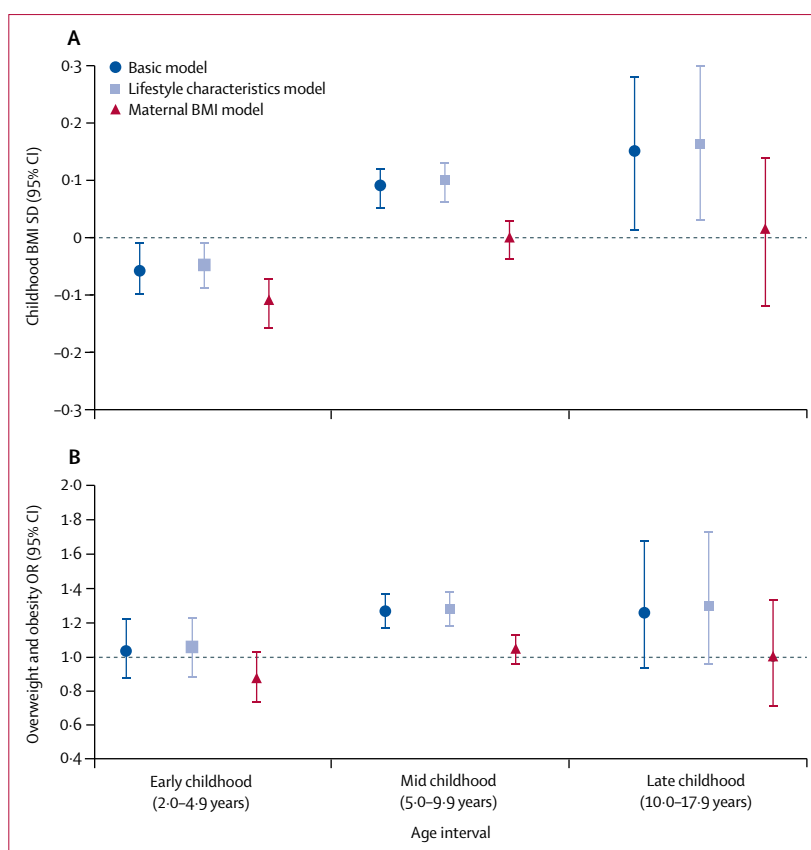 A
Basic model
Lifestyle characteristics model
Maternal BMI model
Childhood BMI SD (95% CI)
0·3
0·2
0·1
0
–0·1
–0·2
–0·3
B
Overweight and obesity OR (95% CI)
2·0
1·8
1·6
1·4
1·2
1·0
0·8
0·6
0·4
Early childhood
(2·0–4·9 years)
Mid childhood
(5·0–9·9 years)
Late childhood
(10·0–17·9 years)
Age interval